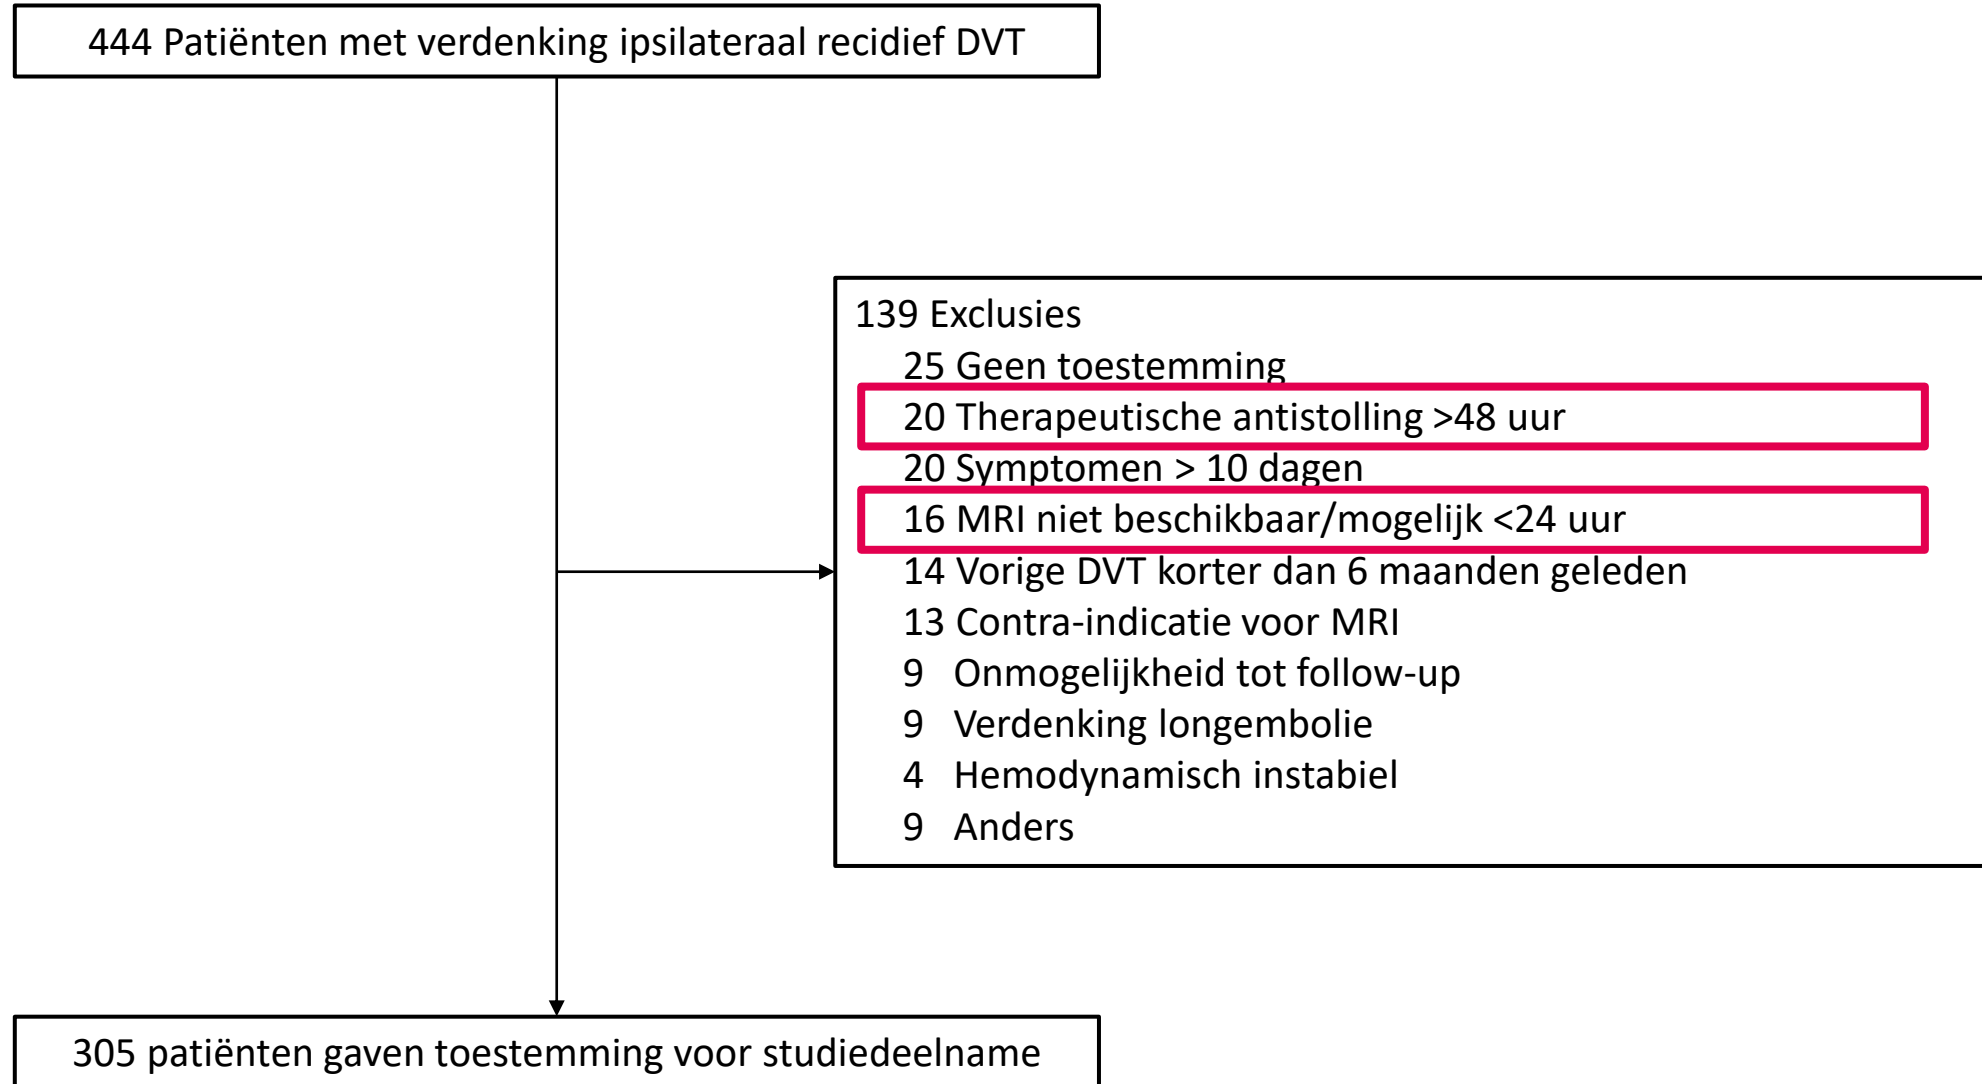 444 Patiënten met verdenking ipsilateraal recidief DVT
139 Exclusies
25 Geen toestemming
20 Therapeutische antistolling >48 uur
20 Symptomen > 10 dagen
16 MRI niet beschikbaar/mogelijk <24 uur
14 Vorige DVT korter dan 6 maanden geleden
13 Contra-indicatie voor MRI
9 Onmogelijkheid tot follow-up
9 Verdenking longembolie
4 Hemodynamisch instabiel
9 Anders
305 patiënten gaven toestemming voor studiedeelname